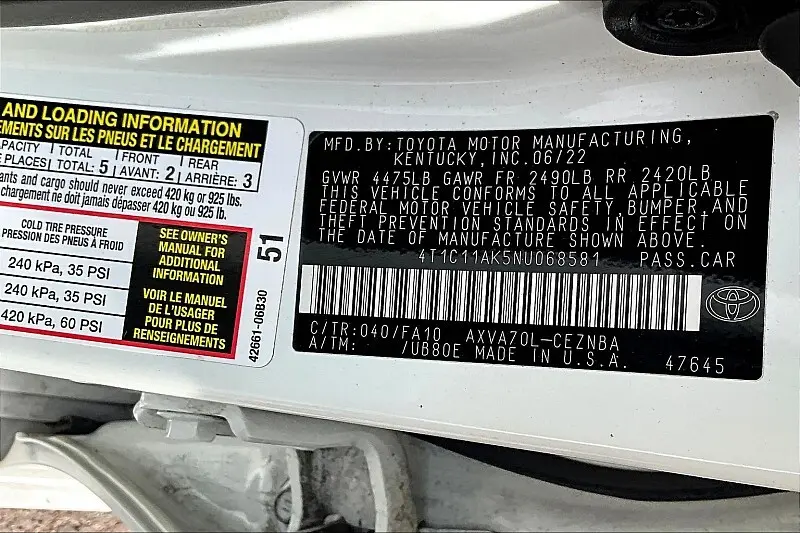 AND LOADING INFORMATION
EMENTS SUR LES PNEUS ET LE CHARGEMENT
APACITY TOTAL FRONT REAR
PLACES TOTAL: 5 AVANT: 2 ARRIÈRE: 3
ants and cargo should never exceed 420 kg or 925 lbs.
chargement ne doit jamais dépasser 420 kg ou 925 lb.
COLD TIRE PRESSURE
PRESSION DES PNEUS À FROID
240 kPa, 35 PSI
240 kPa, 35 PSI
420 kPa, 60 PSI
SEE OWNER'S
MANUAL FOR
ADDITIONAL
INFORMATION
VOIR LE MANUEL
DE L'USAGER
POUR PLUS DE
RENSEIGNEMENTS
51
42661-06B30
MFD.BY:TOYOTA MOTOR MANUFACTURING,
KENTUCKY,INC.06/22
GVWR 4475LB GAWR FR 2490LB RR 2420LB
THIS VEHICLE CONFORMS TO ALL APPLICABLE
FEDERAL MOTOR VEHICLE SAFETY,BUMPER,AND
THEFT PREVENTION STANDARDS IN EFFECT ON
THE DATE OF MANUFACTURE SHOWN ABOVE.
4T1C11AK5NU068581 PASS.CAR
C/TR:040/FA10 AXVA70L-CEZNBA
A/TM: /UB80E MADE IN U.S.A.
47645